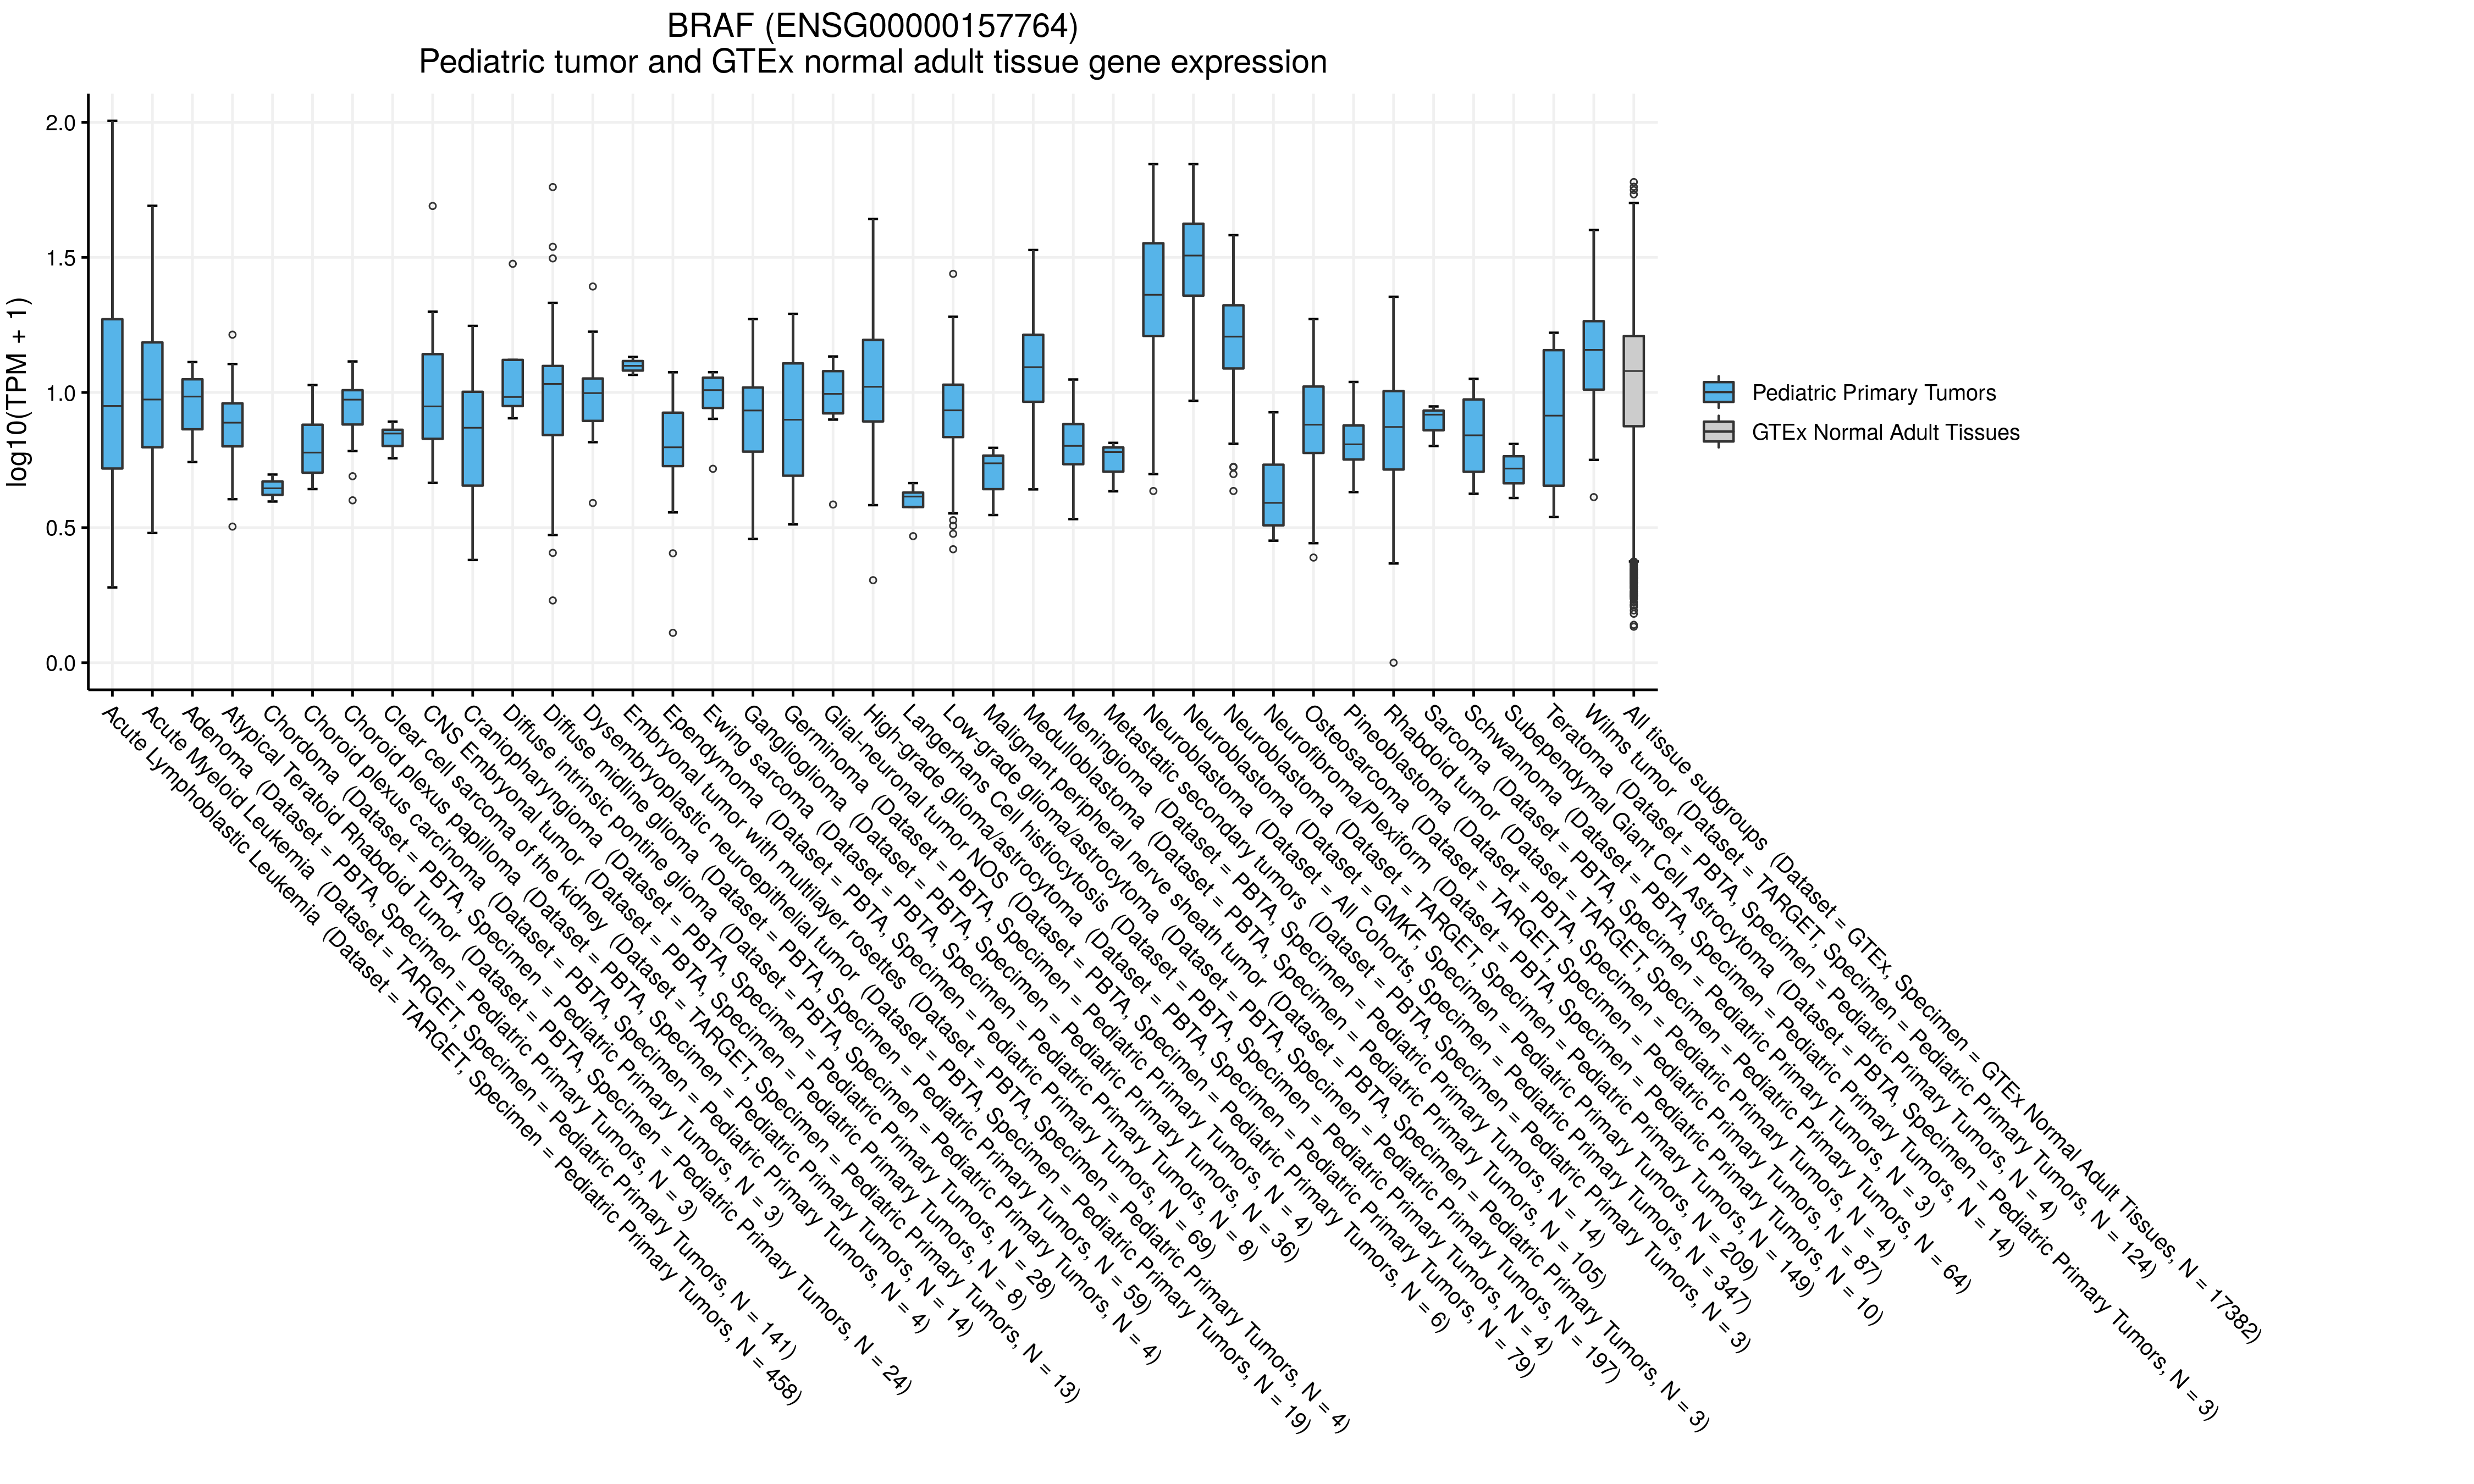 BRAF (ENSG00000157764)
Pediatric tumor and GTEx normal adult tissue gene expression
log10(TPM + 1)
2.0
1.5
1.0
0.5
0.0
Pediatric Primary Tumors
GTEx Normal Adult Tissues
Acute Lymphoblastic Leukemia (Dataset = TARGET, Specimen = Pediatric Primary Tumors, N = 458)
Acute Myeloid Leukemia (Dataset = TARGET, Specimen = Pediatric Primary Tumors, N = 141)
Adenoma (Dataset = PBTA, Specimen = Pediatric Primary Tumors, N = 3)
Atypical Teratoid Rhabdoid Tumor (Dataset = PBTA, Specimen = Pediatric Primary Tumors, N = 24)
Chordoma (Dataset = PBTA, Specimen = Pediatric Primary Tumors, N = 3)
Choroid plexus carcinoma (Dataset = PBTA, Specimen = Pediatric Primary Tumors, N = 4)
Choroid plexus papilloma (Dataset = PBTA, Specimen = Pediatric Primary Tumors, N = 14)
Clear cell sarcoma of the kidney (Dataset = TARGET, Specimen = Pediatric Primary Tumors, N = 13)
CNS Embryonal tumor (Dataset = PBTA, Specimen = Pediatric Primary Tumors, N = 8)
Craniopharyngioma (Dataset = PBTA, Specimen = Pediatric Primary Tumors, N = 28)
Diffuse intrinsic pontine glioma (Dataset = PBTA, Specimen = Pediatric Primary Tumors, N = 4)
Diffuse midline glioma (Dataset = PBTA, Specimen = Pediatric Primary Tumors, N = 59)
Dysembryoplastic neuroepithelial tumor (Dataset = PBTA, Specimen = Pediatric Primary Tumors, N = 19)
Embryonal tumor with multilayer rosettes (Dataset = PBTA, Specimen = Pediatric Primary Tumors, N = 4)
Ependymoma (Dataset = PBTA, Specimen = Pediatric Primary Tumors, N = 69)
Ewing sarcoma (Dataset = PBTA, Specimen = Pediatric Primary Tumors, N = 8)
Ganglioglioma (Dataset = PBTA, Specimen = Pediatric Primary Tumors, N = 36)
Germinoma (Dataset = PBTA, Specimen = Pediatric Primary Tumors, N = 4)
Glial-neuronal tumor NOS (Dataset = PBTA, Specimen = Pediatric Primary Tumors, N = 6)
High-grade glioma/astrocytoma (Dataset = PBTA, Specimen = Pediatric Primary Tumors, N = 79)
Langerhans Cell histiocytosis (Dataset = PBTA, Specimen = Pediatric Primary Tumors, N = 4)
Low-grade glioma/astrocytoma (Dataset = PBTA, Specimen = Pediatric Primary Tumors, N = 197)
Malignant peripheral nerve sheath tumor (Dataset = PBTA, Specimen = Pediatric Primary Tumors, N = 3)
Medulloblastoma (Dataset = PBTA, Specimen = Pediatric Primary Tumors, N = 105)
Meningioma (Dataset = PBTA, Specimen = Pediatric Primary Tumors, N = 14)
Metastatic secondary tumors (Dataset = PBTA, Specimen = Pediatric Primary Tumors, N = 3)
Neuroblastoma (Dataset = All Cohorts, Specimen = Pediatric Primary Tumors, N = 347)
Neuroblastoma (Dataset = GMKF, Specimen = Pediatric Primary Tumors, N = 209)
Neuroblastoma (Dataset = TARGET, Specimen = Pediatric Primary Tumors, N = 149)
Neurofibroma/Plexiform (Dataset = PBTA, Specimen = Pediatric Primary Tumors, N = 10)
Osteosarcoma (Dataset = TARGET, Specimen = Pediatric Primary Tumors, N = 87)
Pineoblastoma (Dataset = PBTA, Specimen = Pediatric Primary Tumors, N = 4)
Rhabdoid tumor (Dataset = TARGET, Specimen = Pediatric Primary Tumors, N = 64)
Sarcoma (Dataset = PBTA, Specimen = Pediatric Primary Tumors, N = 3)
Schwannoma (Dataset = PBTA, Specimen = Pediatric Primary Tumors, N = 14)
Subependymal Giant Cell Astrocytoma (Dataset = PBTA, Specimen = Pediatric Primary Tumors, N = 3)
Teratoma (Dataset = PBTA, Specimen = Pediatric Primary Tumors, N = 4)
Wilms tumor (Dataset = TARGET, Specimen = Pediatric Primary Tumors, N = 124)
All tissue subgroups (Dataset = GTEx, Specimen = GTEx Normal Adult Tissues, N = 17382)